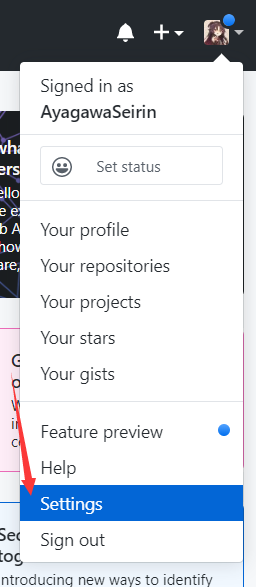 Signed in as
AyagawaSeirin
Set status
Your profile
Your repositories
Your projects
Your stars
Your gists
Feature preview
Help
Settings
Sign out
ntroducing new ways to identify